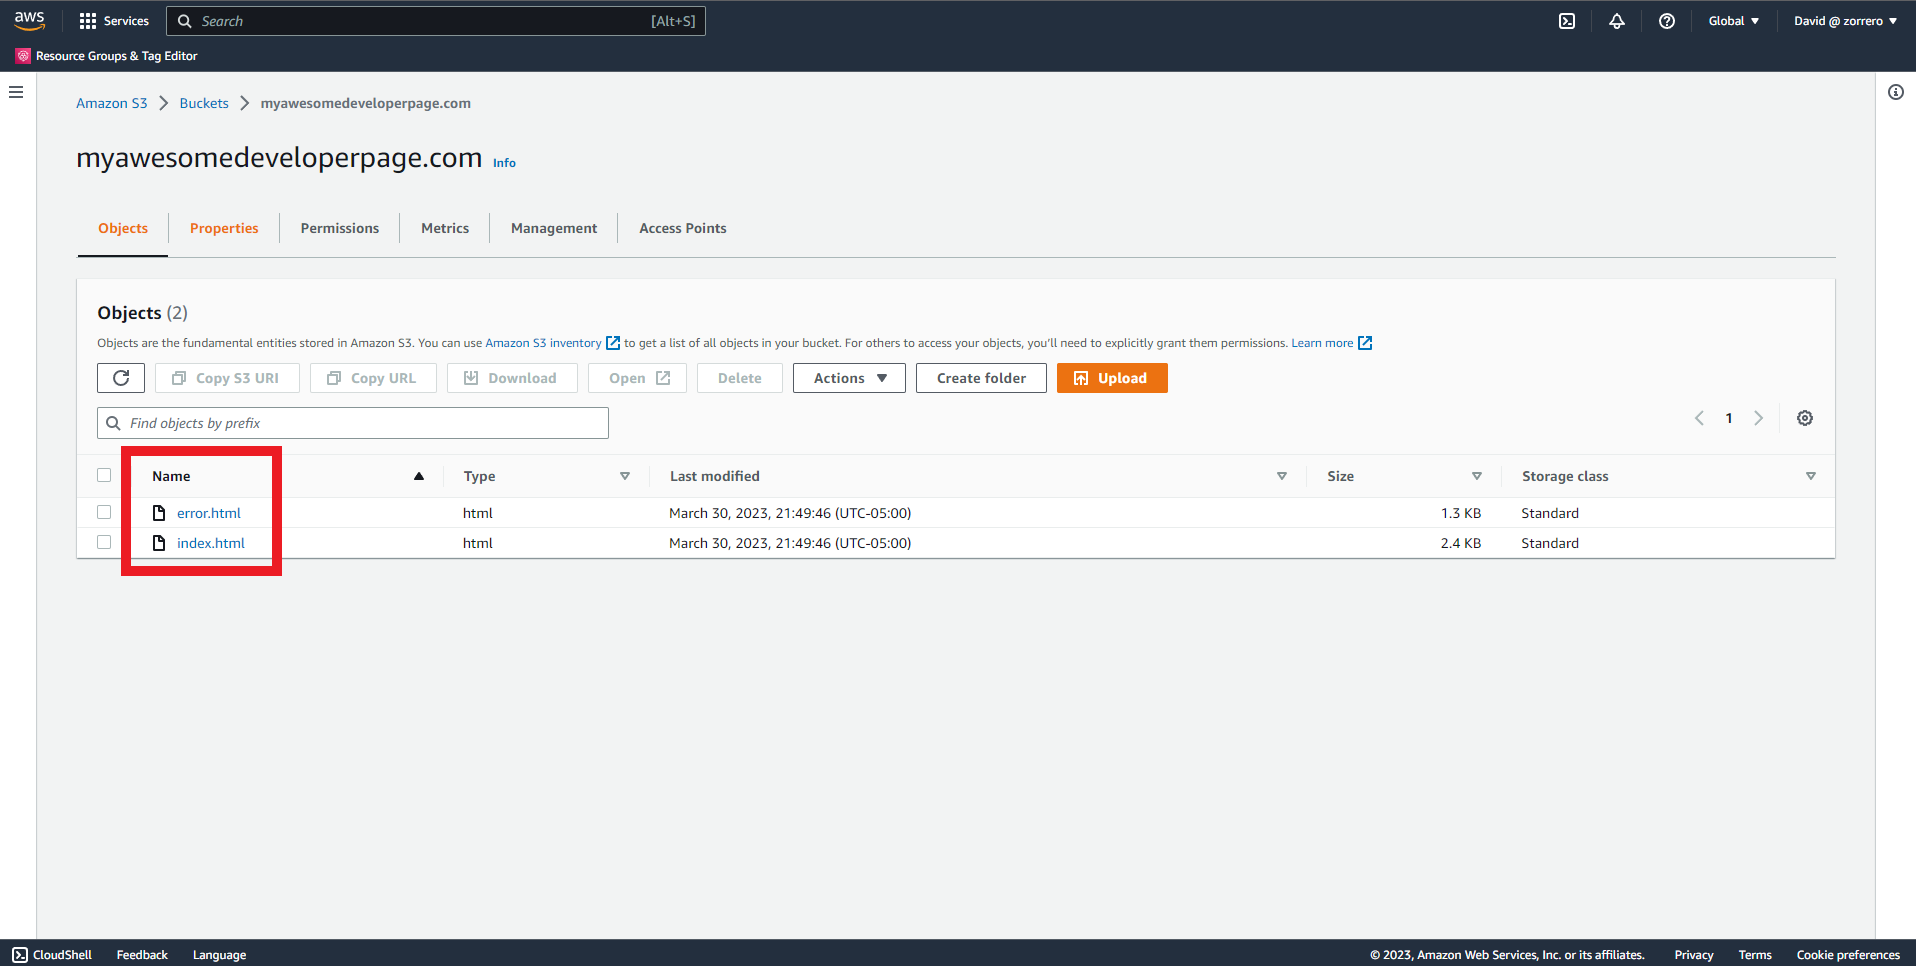 aws Services Search [Alt+S] Global David @ zorrero
Resource Groups & Tag Editor
Amazon S3 Buckets myawesomedeveloperpage.com
myawesomedeveloperpage.com Info
Objects Properties Permissions Metrics Management Access Points
Objects (2)
Objects are the fundamental entities stored in Amazon S3. You can use Amazon S3 inventory to get a list of all objects in your bucket. For others to access your objects, you'll need to explicitly grant them permissions. Learn more
Copy S3 URI Copy URL Download Open Delete Actions Create folder Upload
Find objects by prefix 1
Name Type Last modified Size Storage class
error.html html March 30, 2023, 21:49:46 (UTC-05:00) 1.3 KB Standard
index.html html March 30, 2023, 21:49:46 (UTC-05:00) 2.4 KB Standard
CloudShell Feedback Language © 2023, Amazon Web Services, Inc. or its affiliates. Privacy Terms Cookie preferences